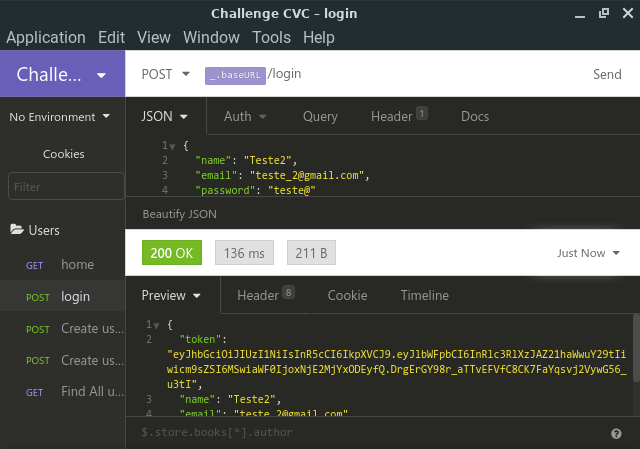 Challenge CVC – login
Application Edit View Window Tools Help
Challe...
POST _.baseURL /login Send
No Environment
JSON Auth Query Header 1 Docs
Cookies
Filter
1 {
2 "name": "Teste2",
3 "email": "teste_2@gmail.com",
4 "password": "teste@"
Beautify JSON
Users
GET home
POST login
POST Create us...
POST Create us...
GET Find All u...
200 OK 136 ms 211 B Just Now
Preview Header 8 Cookie Timeline
1 {
2 "token":
"eyJhbGciOiJIUzI1NiIsInR5cCI6IkpXVCJ9.eyJlbWFpbCI6InRlc3RlXzJAZ21haWwuY29tIi
wicm9sZSI6MSwiaWF0IjoxNjE2MjYxODEyfQ.DrgErGY98r_aTTvEFVfC8CK7FaYqsvj2VywG56_
u3tI",
3 "name": "Teste2",
4 "email": "teste_2@gmail.com"
$.store.books[*].author